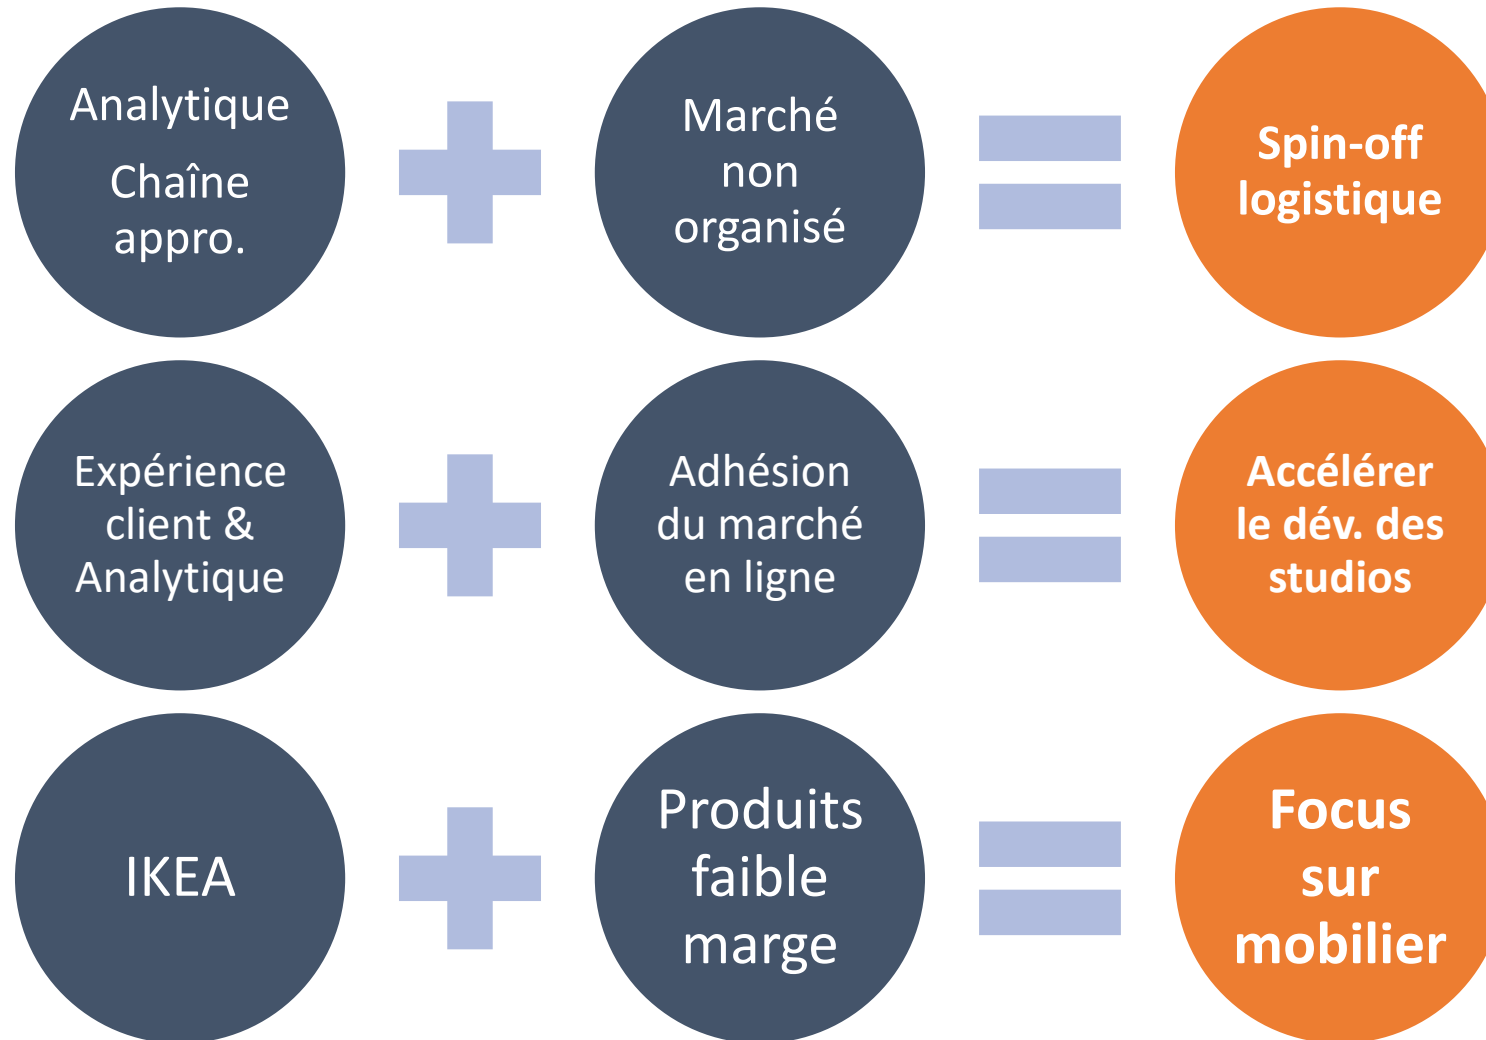 Analytique
Chaîne
appro.
Marché
non
organisé
Spin-off
logistique
Expérience
client &
Analytique
Adhésion
du marché
en ligne
Accélérer
le dév. des
studios
IKEA
Produits
faible
marge
Focus
sur
mobilier